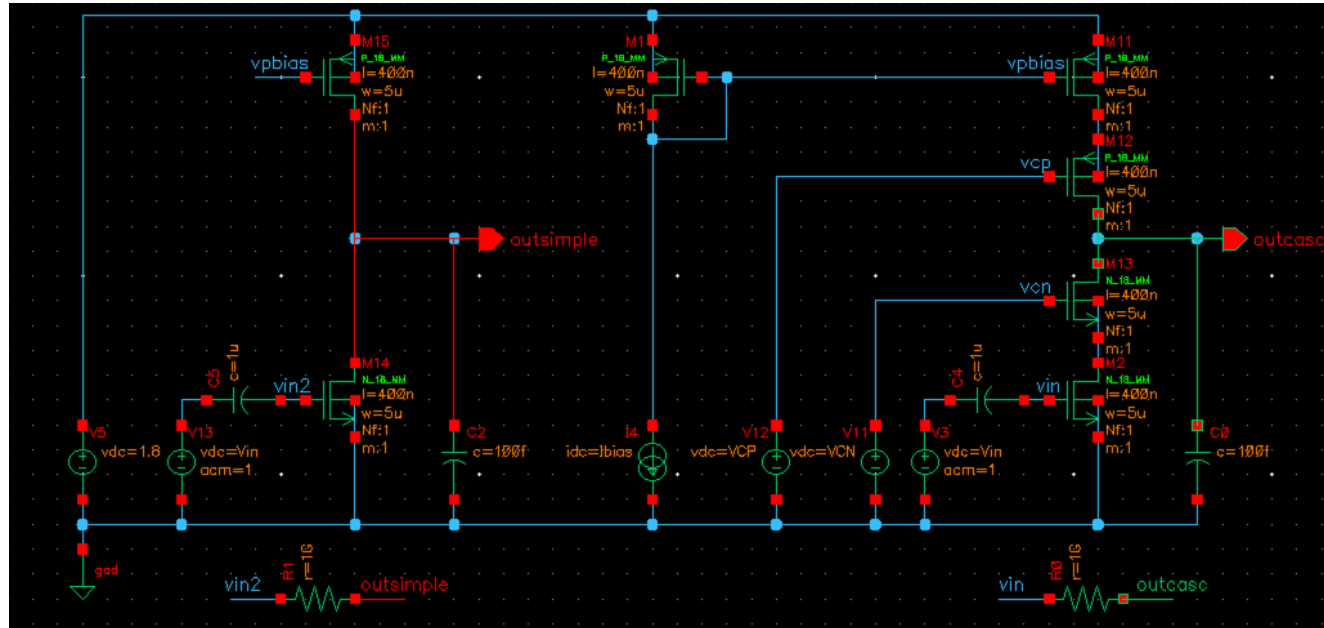 M15
P_18_MM
l=400n
w=5u
Nf:1
m:1
vpbias
M1
P_18_MM
l=400n
w=5u
Nf:1
m:1
vpbias
M11
P_18_MM
l=400n
w=5u
Nf:1
m:1
vcp
M12
P_18_MM
l=400n
w=5u
Nf:1
m:1
outsimple
outcasc
vcn
M13
N_18_MM
l=400n
w=5u
Nf:1
m:1
C5
c=1u
vin2
M14
N_18_MM
l=400n
w=5u
Nf:1
m:1
C4
c=1u
vin
M2
N_18_MM
l=400n
w=5u
Nf:1
m:1
V5
vdc=1.8
V13
vdc=Vin
acm=1
C2
c=100f
I4
idc=Ibias
V12
vdc=VCP
V11
vdc=VCN
V3
vdc=Vin
acm=1
C0
c=100f
gnd
vin2
R1
r=1G
outsimple
vin
R0
r=1G
outcasc